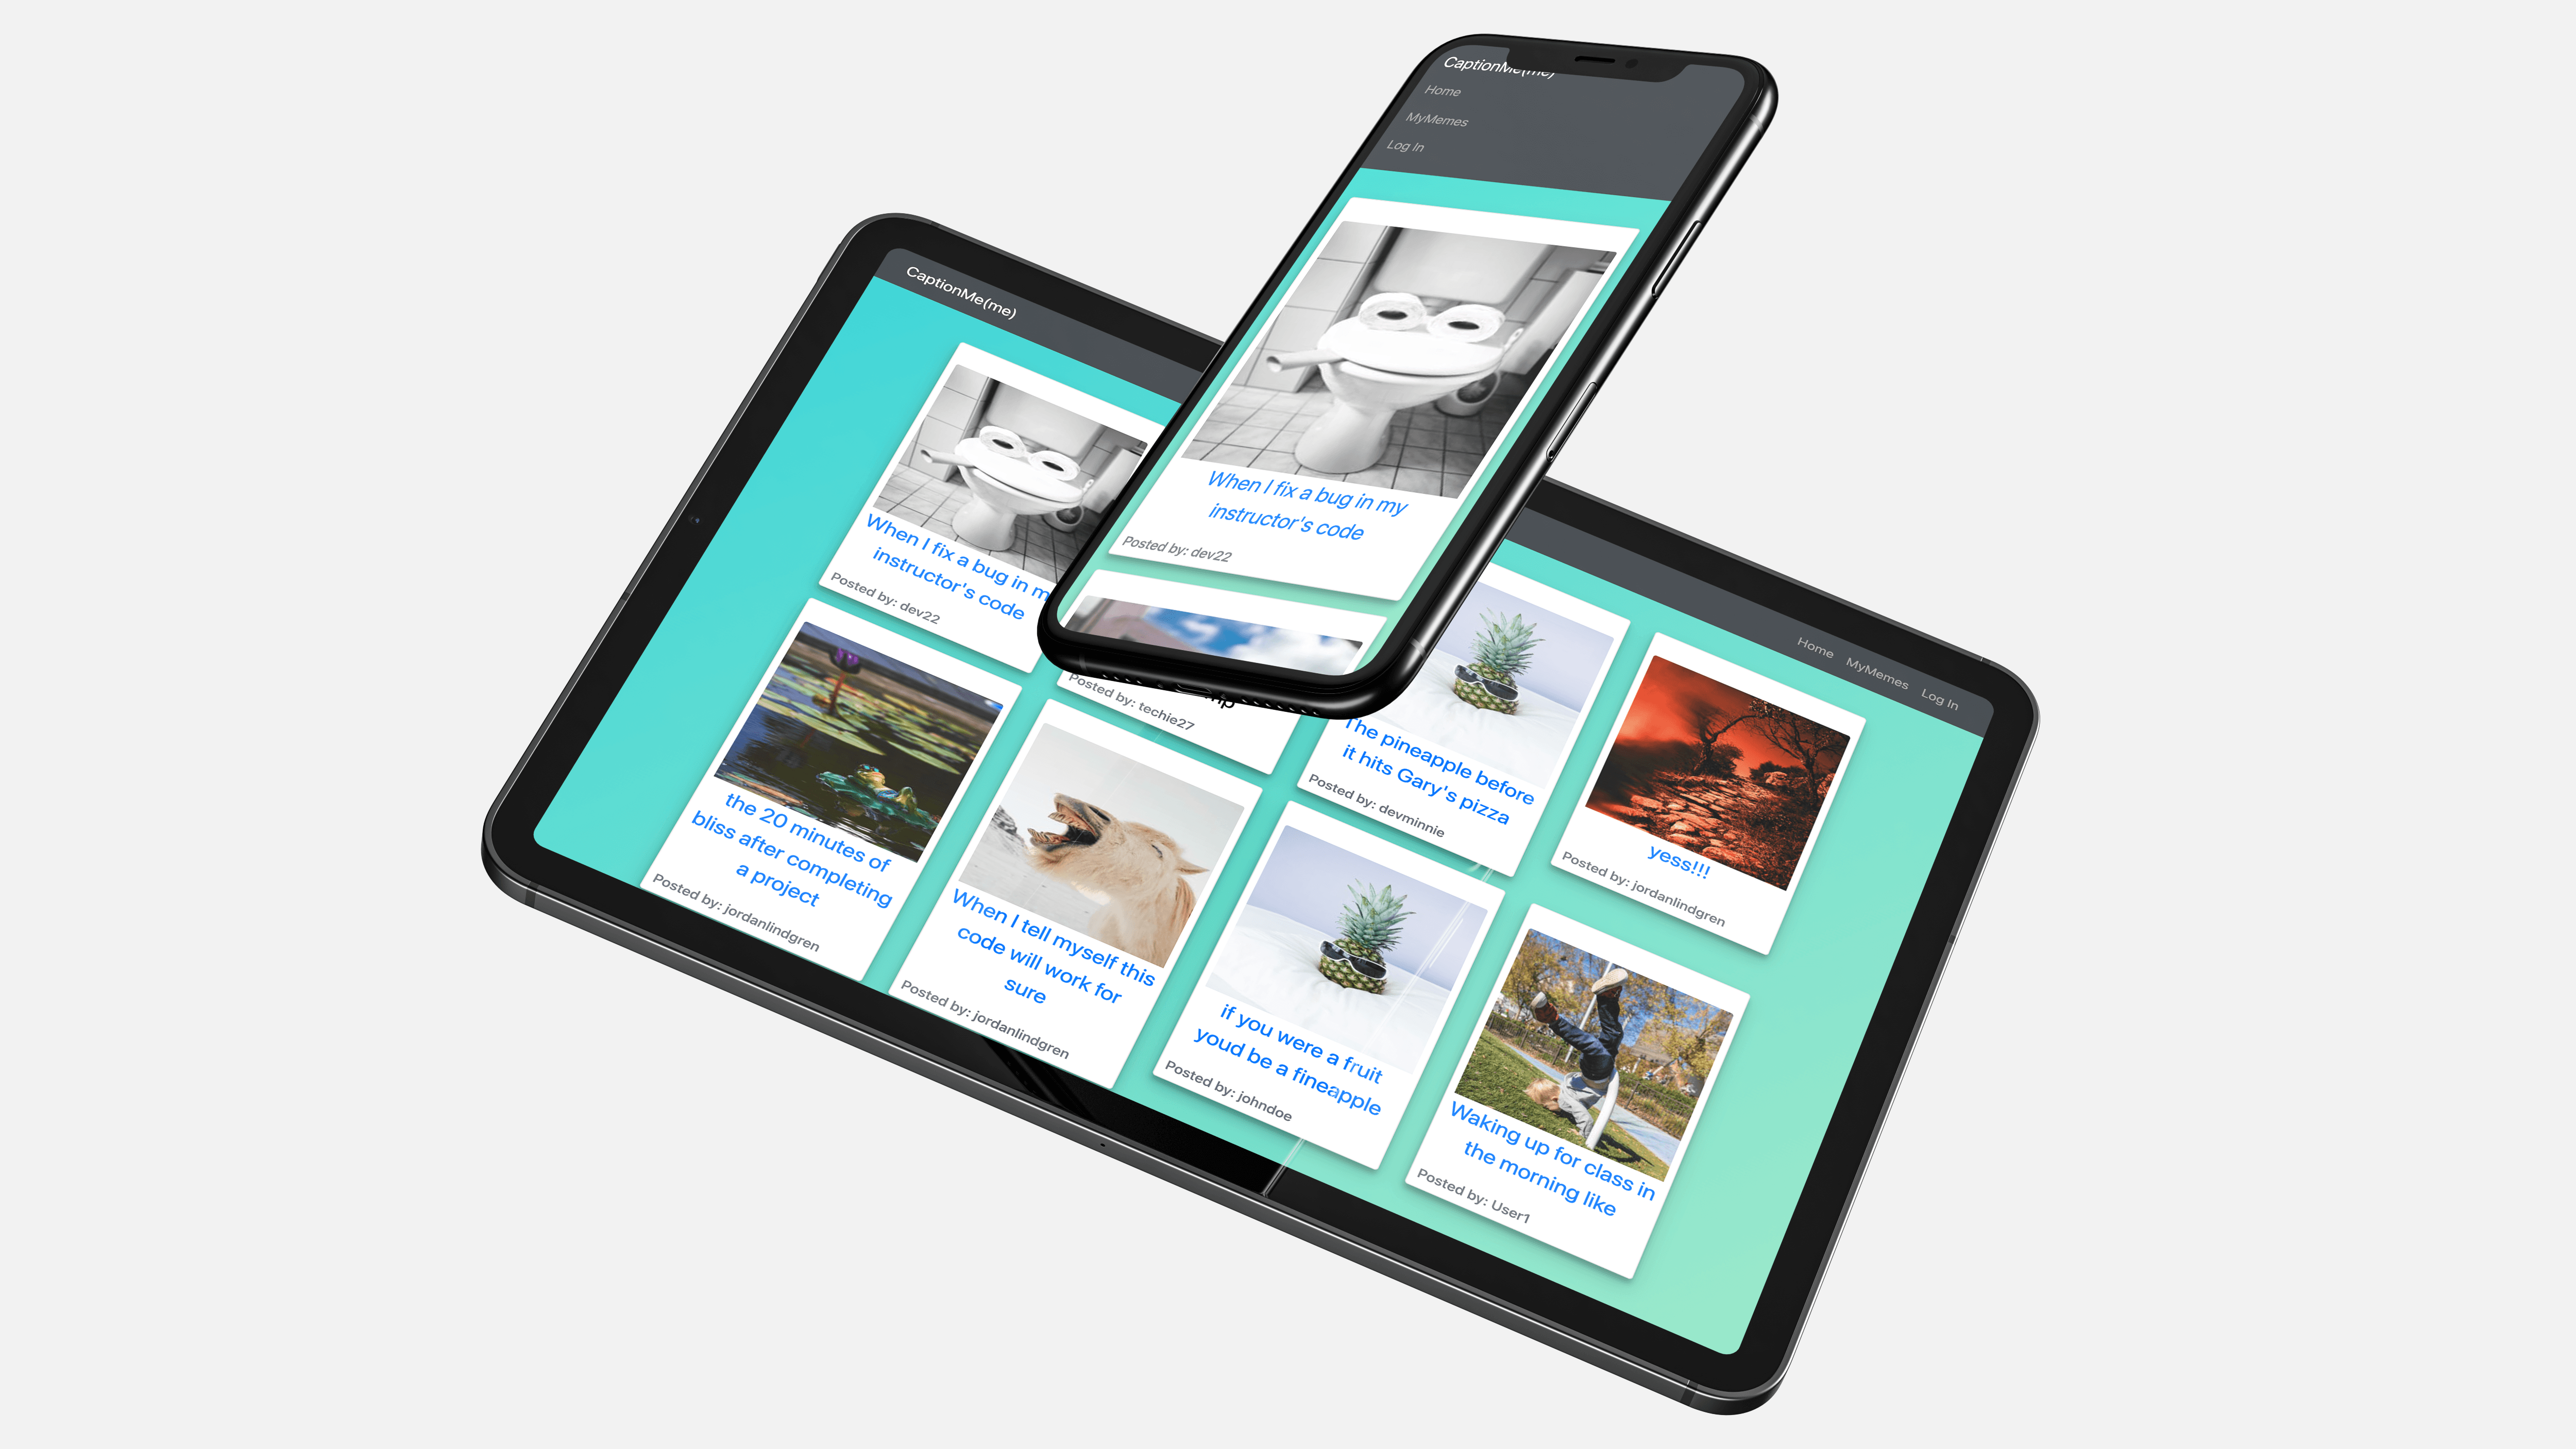 CaptionMe(me)
Home
MyMemes
Log In
When I fix a bug in my
instructor's code
Posted by: dev22
CaptionMe(me)
Home
MyMemes
Log In
When I fix a bug in
instructor's code
Posted by: dev22
Posted by: techie27
The pineapple before
it hits Gary's pizza
Posted by: devminnie
yess!!!
Posted by: jordanlindgren
the 20 minutes of
bliss after completing
a project
Posted by: jordanlindgren
When I tell myself this
code will work for
sure
Posted by: jordanlindgren
if you were a fruit
youd be a fineapple
Posted by: johndoe
Waking up for class in
the morning like
Posted by: User1